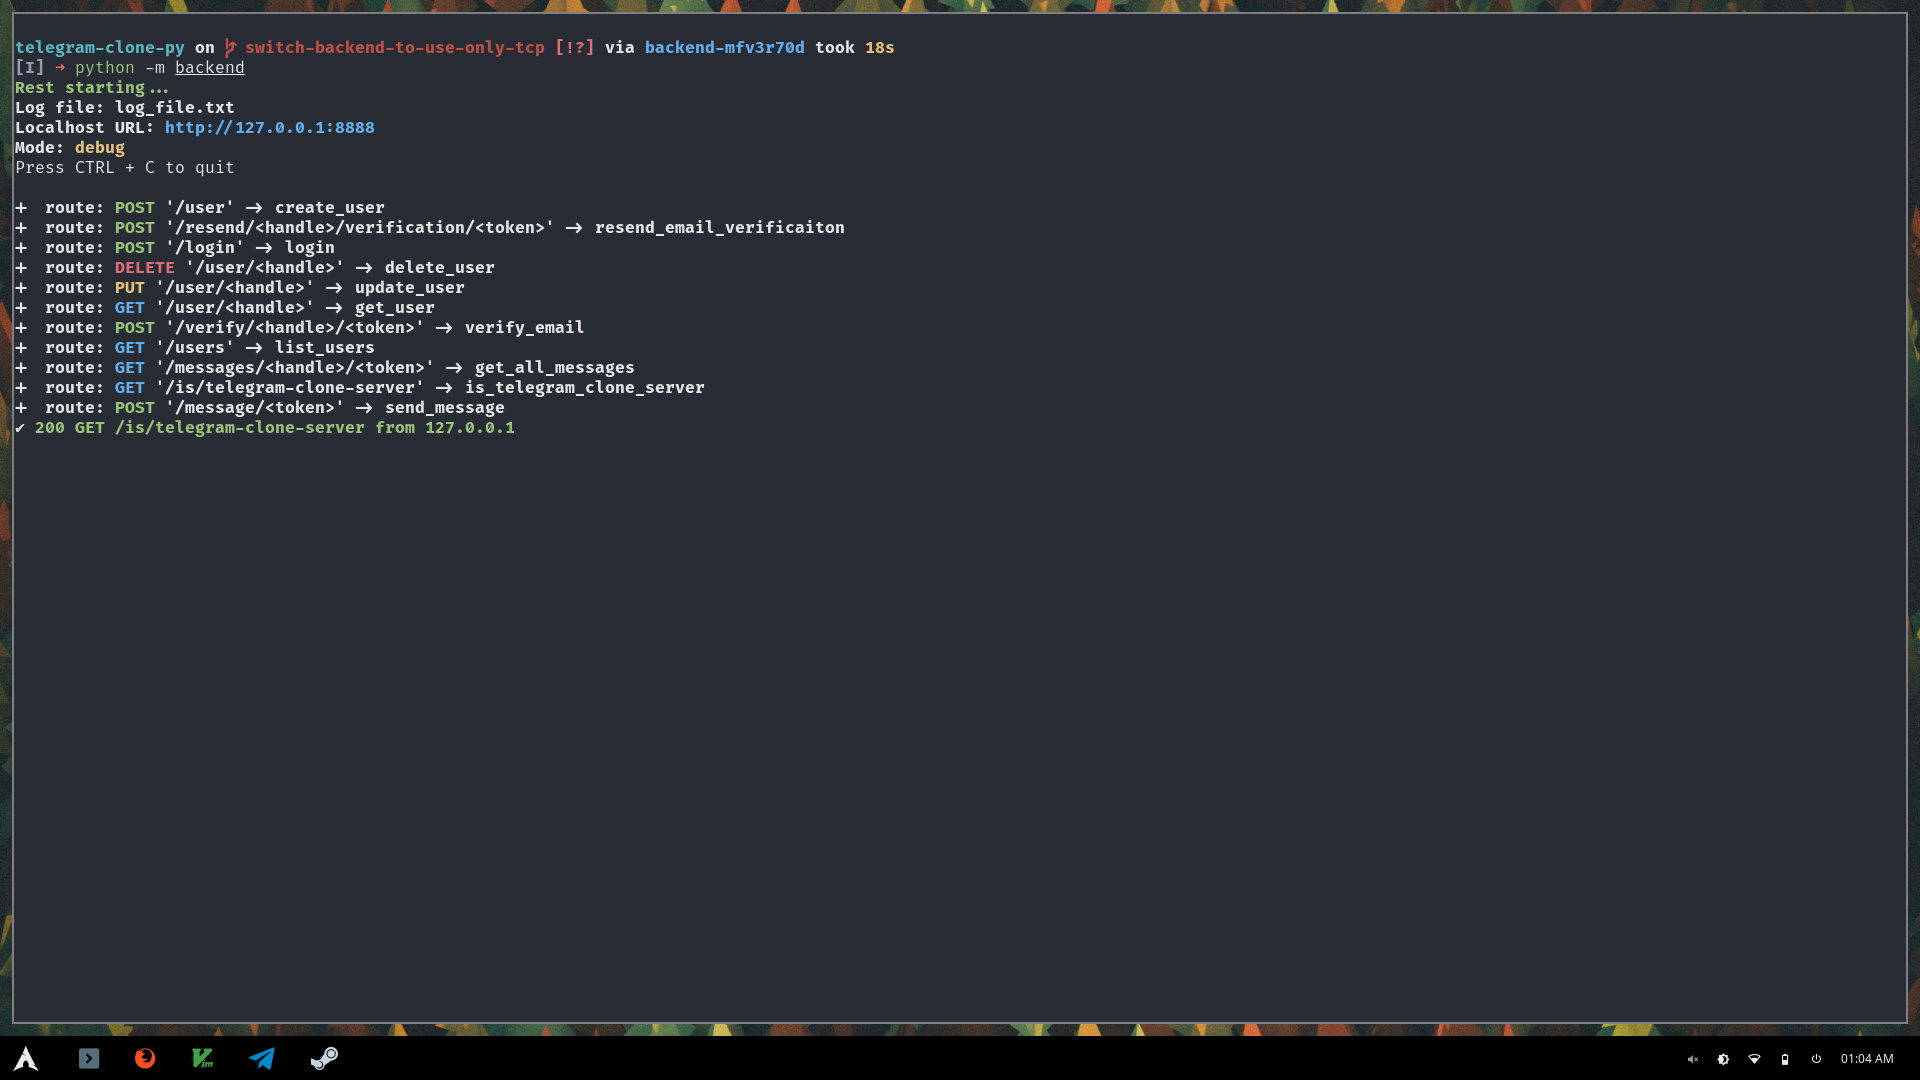 telegram-clone-py on switch-backend-to-use-only-tcp [!?] via backend-mfv3r70d took 18s
[I] ➜ python -m backend
Rest starting...
Log file: log_file.txt
Localhost URL: http://127.0.0.1:8888
Mode: debug
Press CTRL + C to quit
+ route: POST '/user' -> create_user
+ route: POST '/resend/<handle>/verification/<token>' -> resend_email_verificaiton
+ route: POST '/login' -> login
+ route: DELETE '/user/<handle>' -> delete_user
+ route: PUT '/user/<handle>' -> update_user
+ route: GET '/user/<handle>' -> get_user
+ route: POST '/verify/<handle>/<token>' -> verify_email
+ route: GET '/users' -> list_users
+ route: GET '/messages/<handle>/<token>' -> get_all_messages
+ route: GET '/is/telegram-clone-server' -> is_telegram_clone_server
+ route: POST '/message/<token>' -> send_message
✔ 200 GET /is/telegram-clone-server from 127.0.0.1
01:04 AM